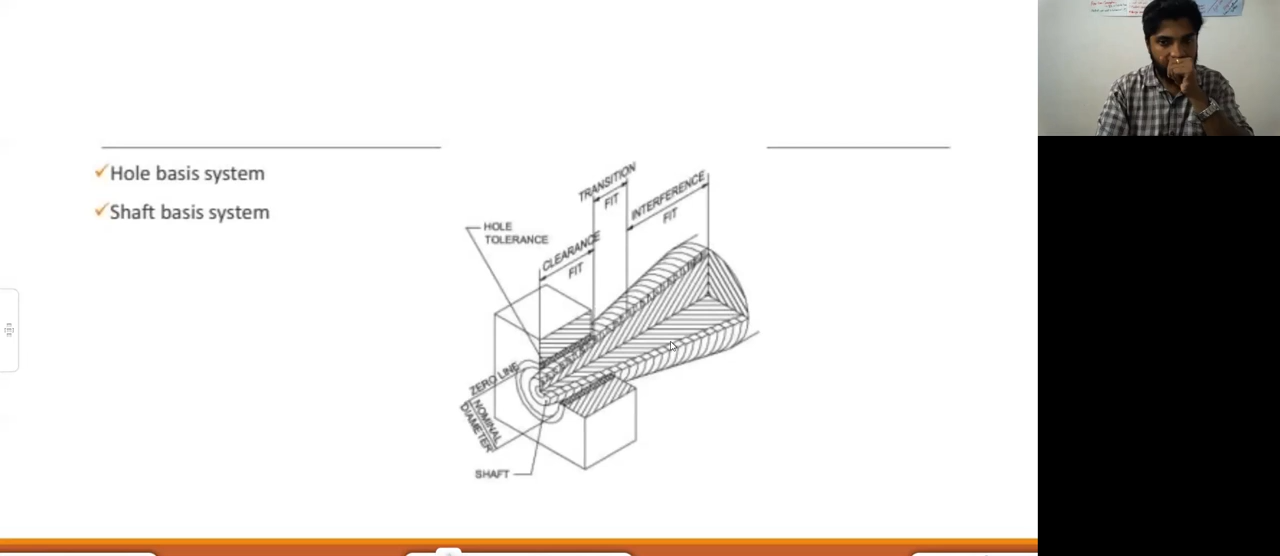 Hole basis system
Shaft basis system
TRANSITION
FIT
INTERFERENCE
FIT
HOLE
TOLERANCE
CLEARANCE
FIT
ZERO LINE
NOMINAL
DIAMETER
SHAFT